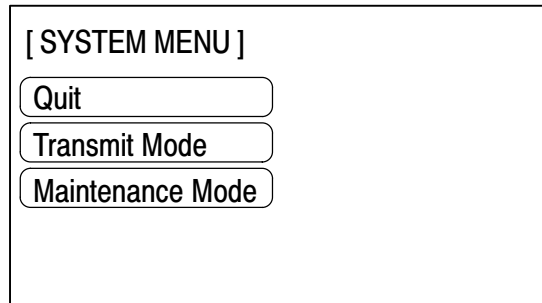 [ SYSTEM MENU ]
Quit
Transmit Mode
Maintenance Mode